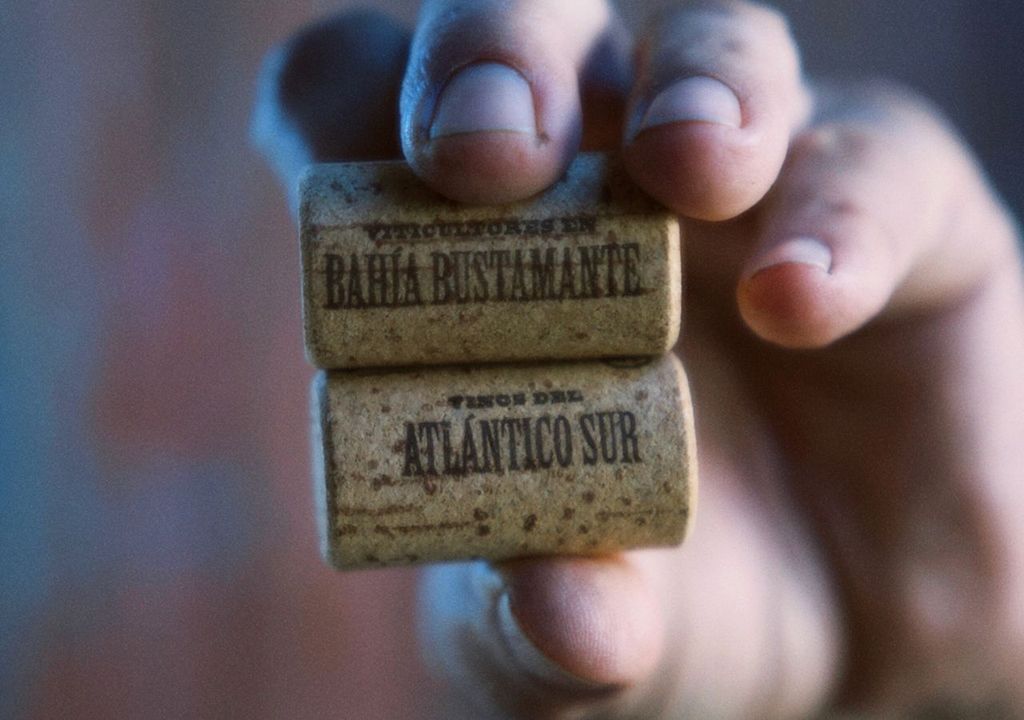 VITICULTORES EN
BAHÍA BUSTAMANTE
VINOS DEL
ATLÁNTICO SUR